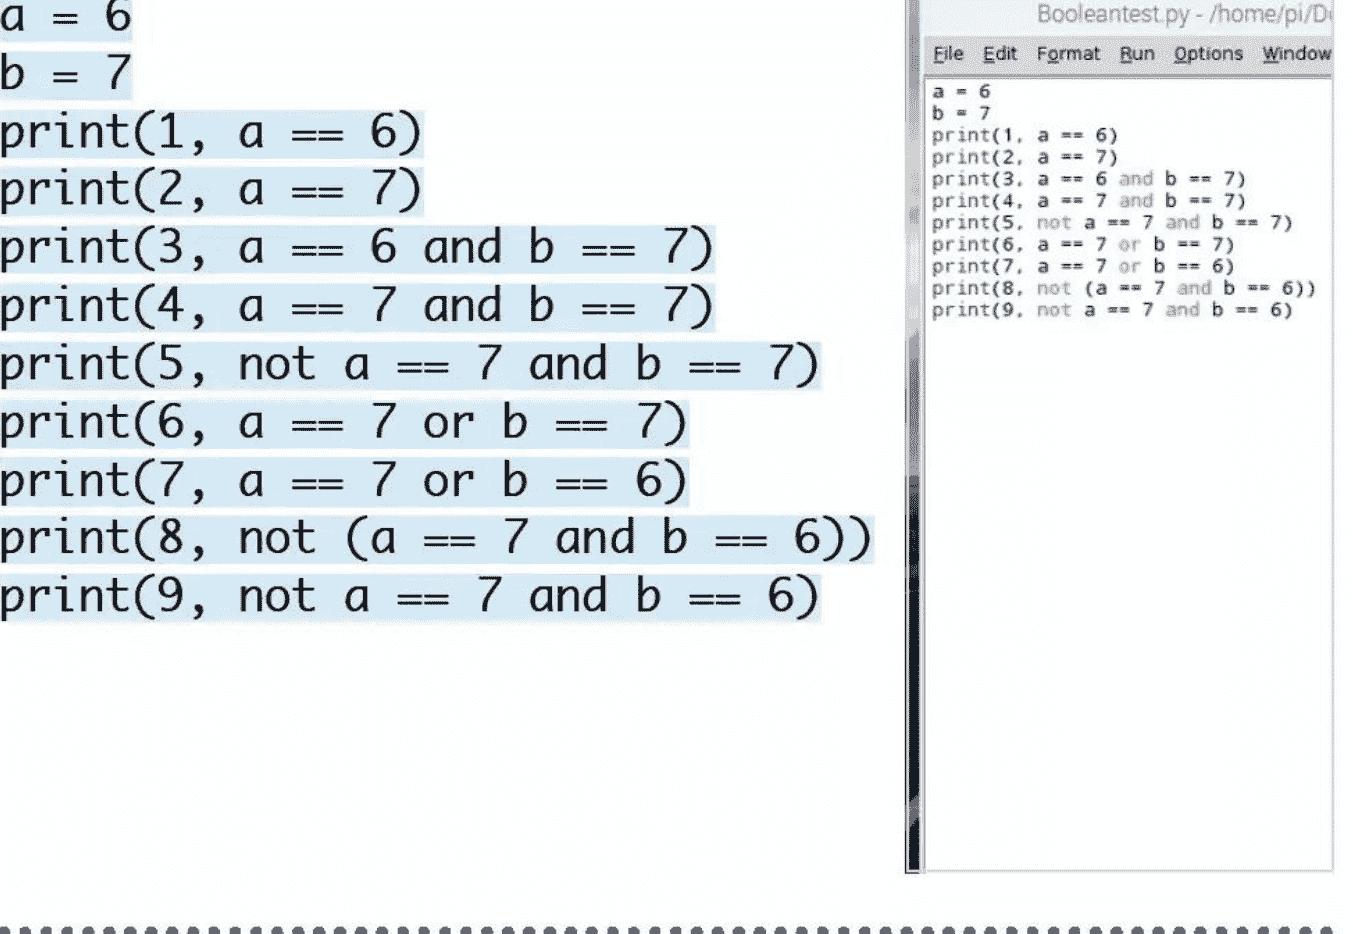 a = 6
b = 7
print(1, a == 6)
print(2, a == 7)
print(3, a == 6 and b == 7)
print(4, a == 7 and b == 7)
print(5, not a == 7 and b == 7)
print(6, a == 7 or b == 7)
print(7, a == 7 or b == 6)
print(8, not (a == 7 and b == 6))
print(9, not a == 7 and b == 6)
Booleantest.py - /home/pi/D
File Edit Format Run Options Window
a = 6
b = 7
print(1, a == 6)
print(2, a == 7)
print(3, a == 6 and b == 7)
print(4, a == 7 and b == 7)
print(5, not a == 7 and b == 7)
print(6, a == 7 or b == 7)
print(7, a == 7 or b == 6)
print(8, not (a == 7 and b == 6))
print(9, not a == 7 and b == 6)